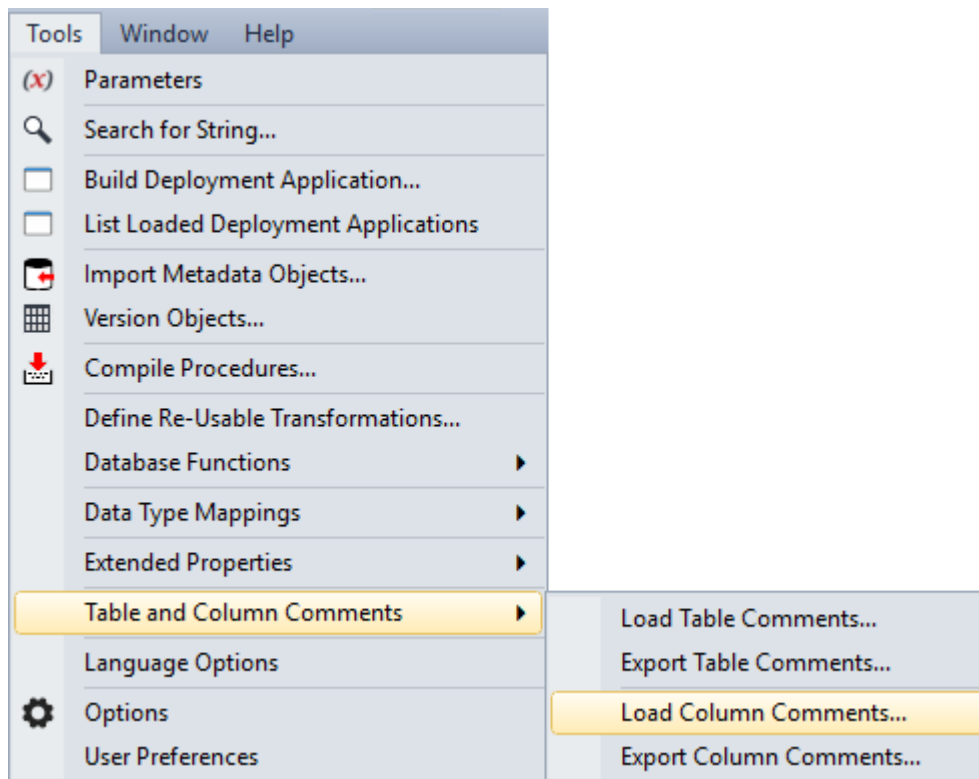 Tools Window Help
(x) Parameters
Search for String...
Build Deployment Application...
List Loaded Deployment Applications
Import Metadata Objects...
Version Objects...
Compile Procedures...
Define Re-Usable Transformations...
Database Functions
Data Type Mappings
Extended Properties
Table and Column Comments
Language Options
Options
User Preferences
Load Table Comments...
Export Table Comments...
Load Column Comments...
Export Column Comments...